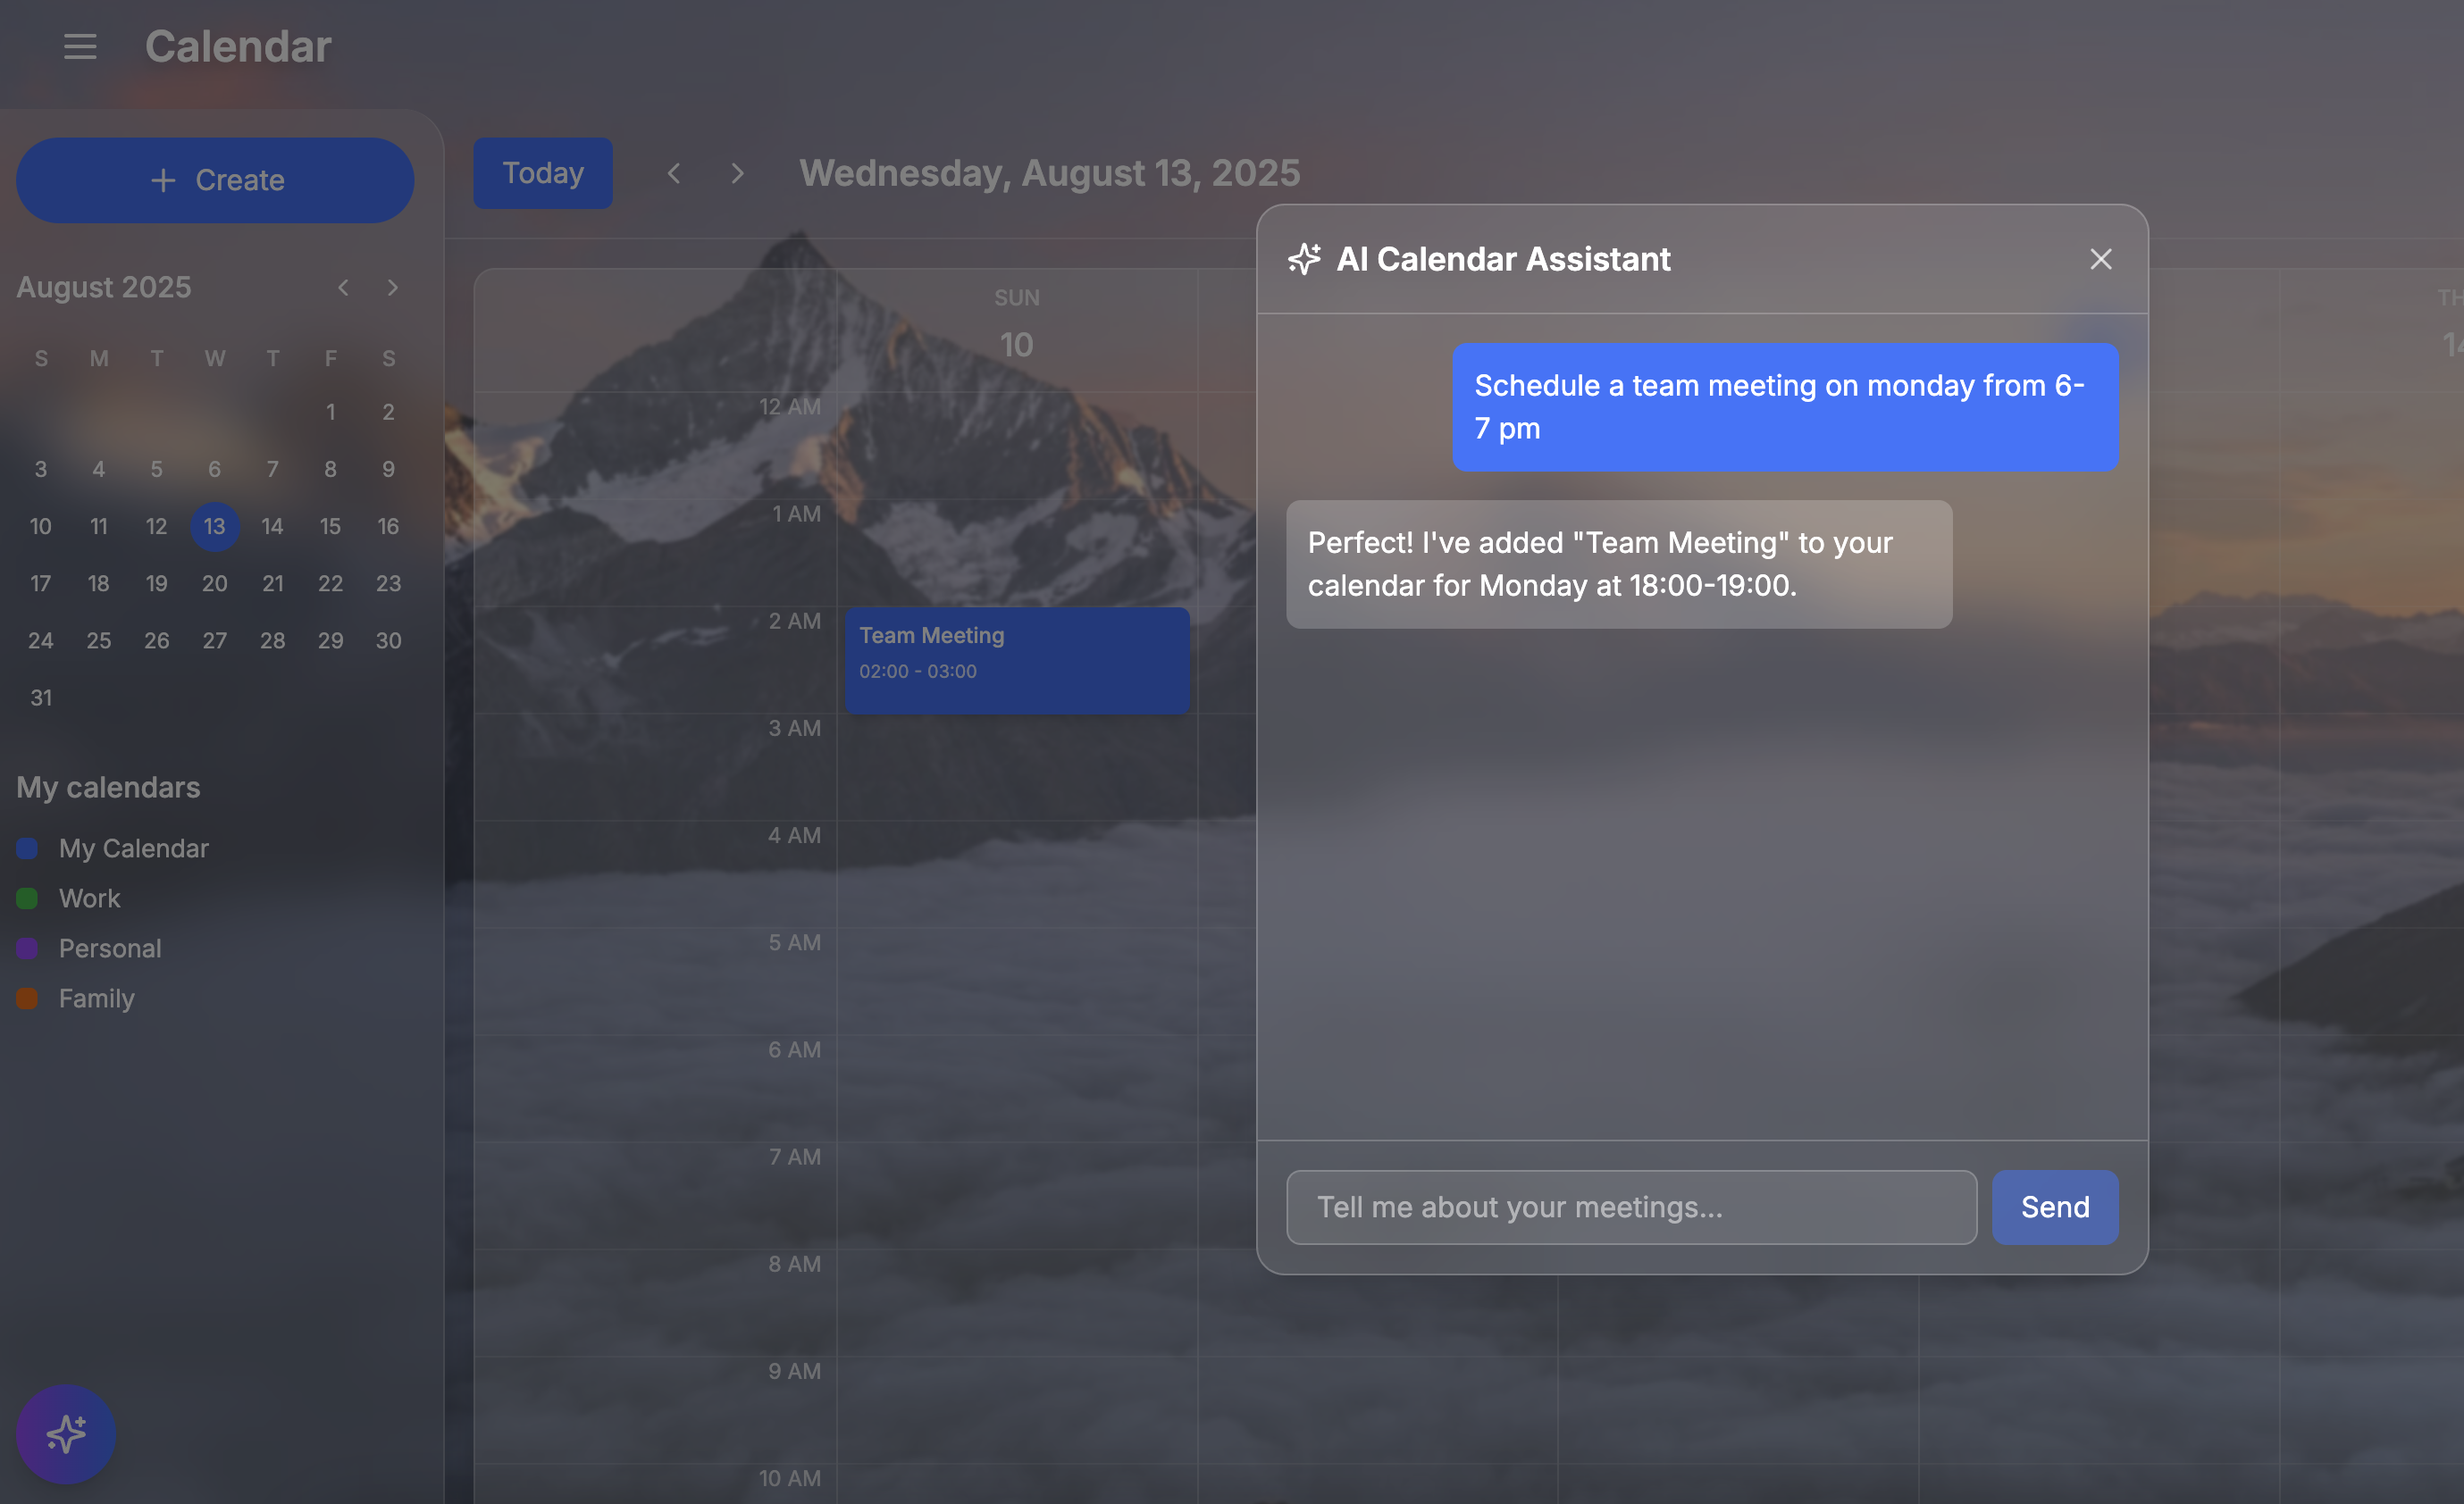 Calendar
Create
Today
Wednesday, August 13, 2025
August 2025
S M T W T F S
1 2
3 4 5 6 7 8 9
10 11 12 13 14 15 16
17 18 19 20 21 22 23
24 25 26 27 28 29 30
31
My calendars
My Calendar
Work
Personal
Family
SUN
10
TH
14
12 AM
1 AM
2 AM
3 AM
4 AM
5 AM
6 AM
7 AM
8 AM
9 AM
10 AM
Team Meeting
02:00 - 03:00
AI Calendar Assistant
Schedule a team meeting on monday from 6-
7 pm
Perfect! I've added "Team Meeting" to your
calendar for Monday at 18:00-19:00.
Tell me about your meetings...
Send